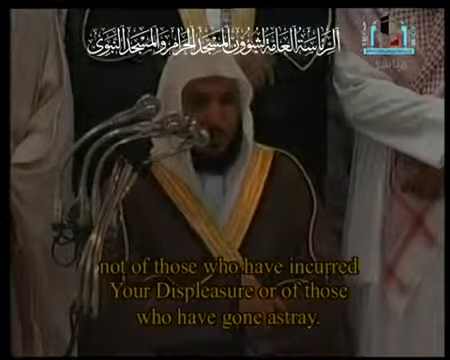 الرئاسة العامة لشؤون المسجد الحرام والمسجد النبوي
مباشر
not of those who have incurred
Your Displeasure or of those
who have gone astray.